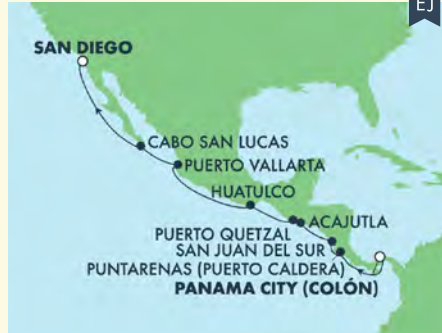 EJ
SAN DIEGO
CABO SAN LUCAS
PUERTO VALLARTA
HUATULCO
ACAJUTLA
PUERTO QUETZAL
SAN JUAN DEL SUR
PUNTARENAS (PUERTO CALDERA)
PANAMA CITY (COLÓN)